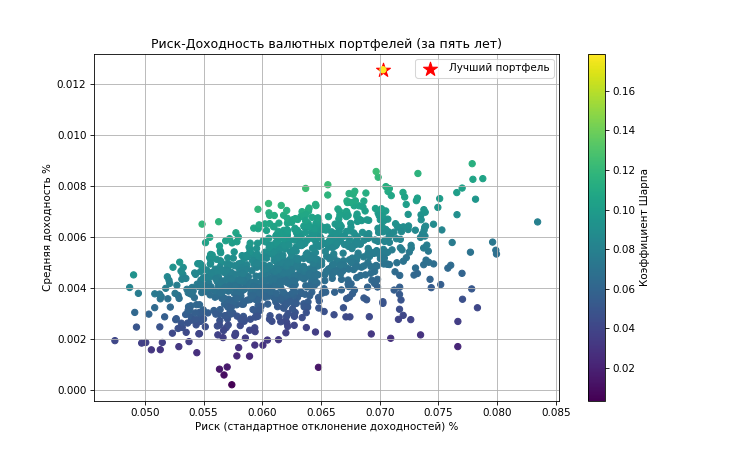 Риск-Доходность валютных портфелей (за пять лет)
Лучший портфель
Средняя доходность %
0.012
0.010
0.008
0.006
0.004
0.002
0.000
0.050 0.055 0.060 0.065 0.070 0.075 0.080 0.085
Риск (стандартное отклонение доходностей) %
0.16
0.14
0.12
0.10
0.08
0.06
0.04
0.02
Коэффициент Шарпа